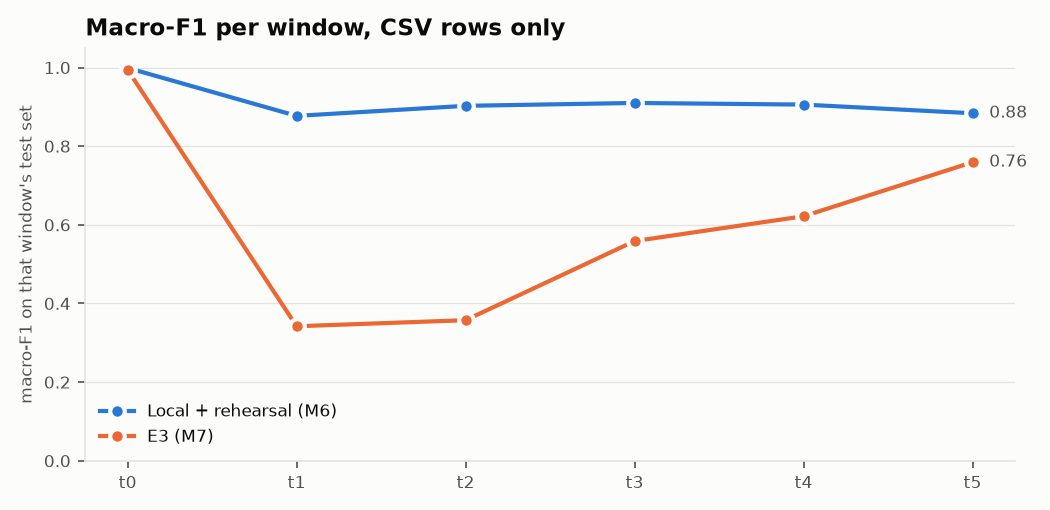 Macro-F1 per window, CSV rows only
macro-F1 on that window's test set
1.0
0.8
0.6
0.4
0.2
0.0
0.88
0.76
Local + rehearsal (M6)
E3 (M7)
t0
t1
t2
t3
t4
t5